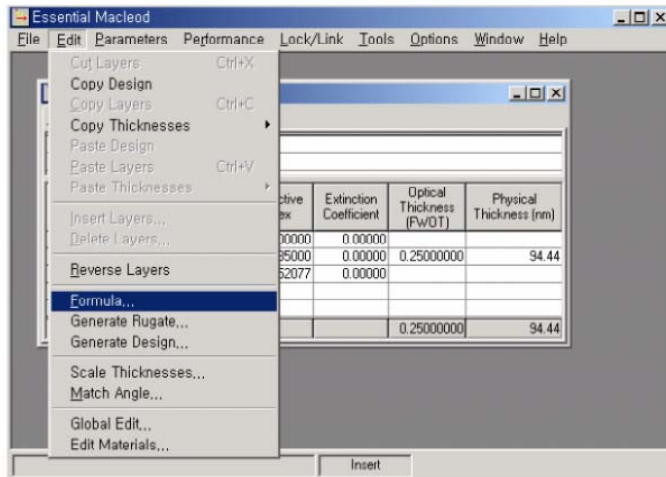 Essential Macleod
File Edit Parameters Performance Lock/Link Tools Options Window Help
Cut Layers Ctrl+X
Copy Design
Copy Layers Ctrl+C
Copy Thicknesses
Paste Design
Paste Layers Ctrl+V
Paste Thicknesses
Insert Layers...
Delete Layers...
Reverse Layers
Formula...
Generate Rugate...
Generate Design...
Scale Thicknesses...
Match Angle...
Global Edit...
Edit Materials...
Extinction Coefficient
Optical Thickness (FWOT)
Physical Thickness (nm)
0.00000
0.00000 0.25000000 94.44
0.00000
0.25000000 94.44
Insert